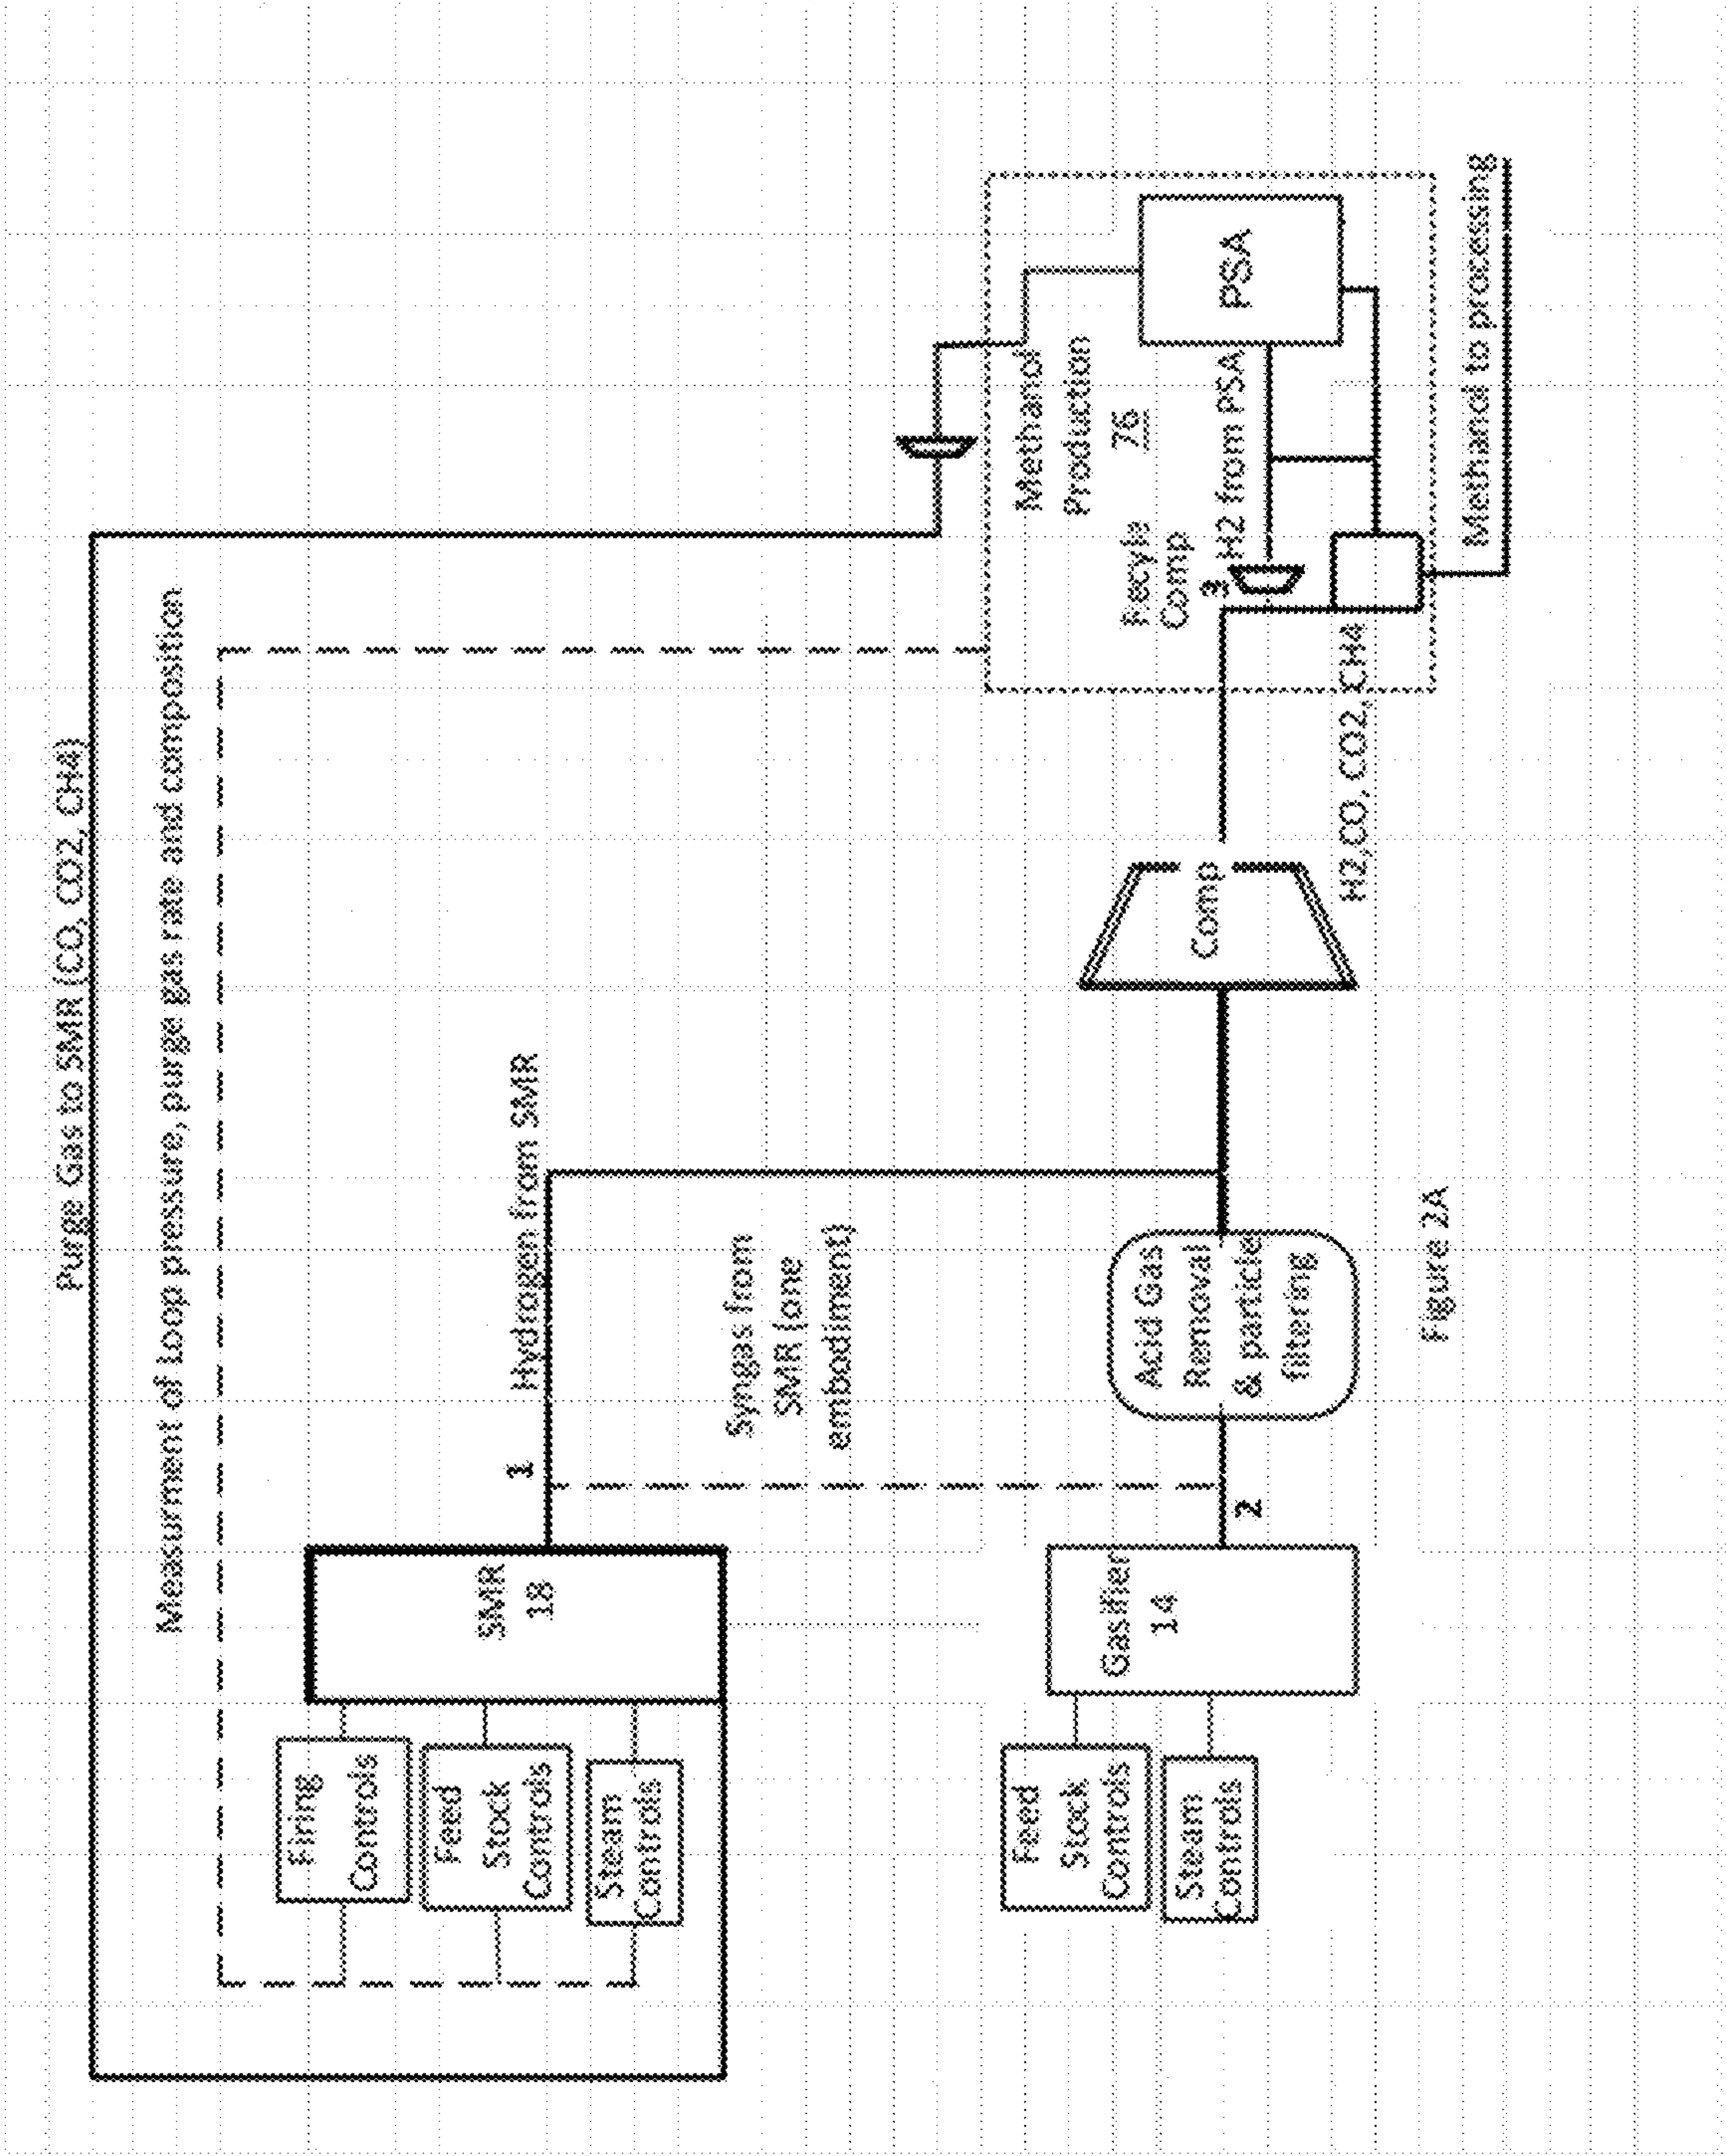 Purge Gas to SMR (CO, CO2, CH4)
Measurment of Loop pressure, purge gas rate and composition
Firing
Controls
Feed
Stock
Controls
Steam
Controls
SMR
18
1
Hydrogen from SMR
Syngas from
SMR (one
embodiment)
Feed
Stock
Controls
Steam
Controls
Gasifier
14
2
Acid Gas
Removal
& particle
filtering
Comp
H2,CO, CO2, CH4
Methanol
Production
76
Recyle
Comp
3
H2 from PSA
PSA
Methanol to processing
Figure 2A